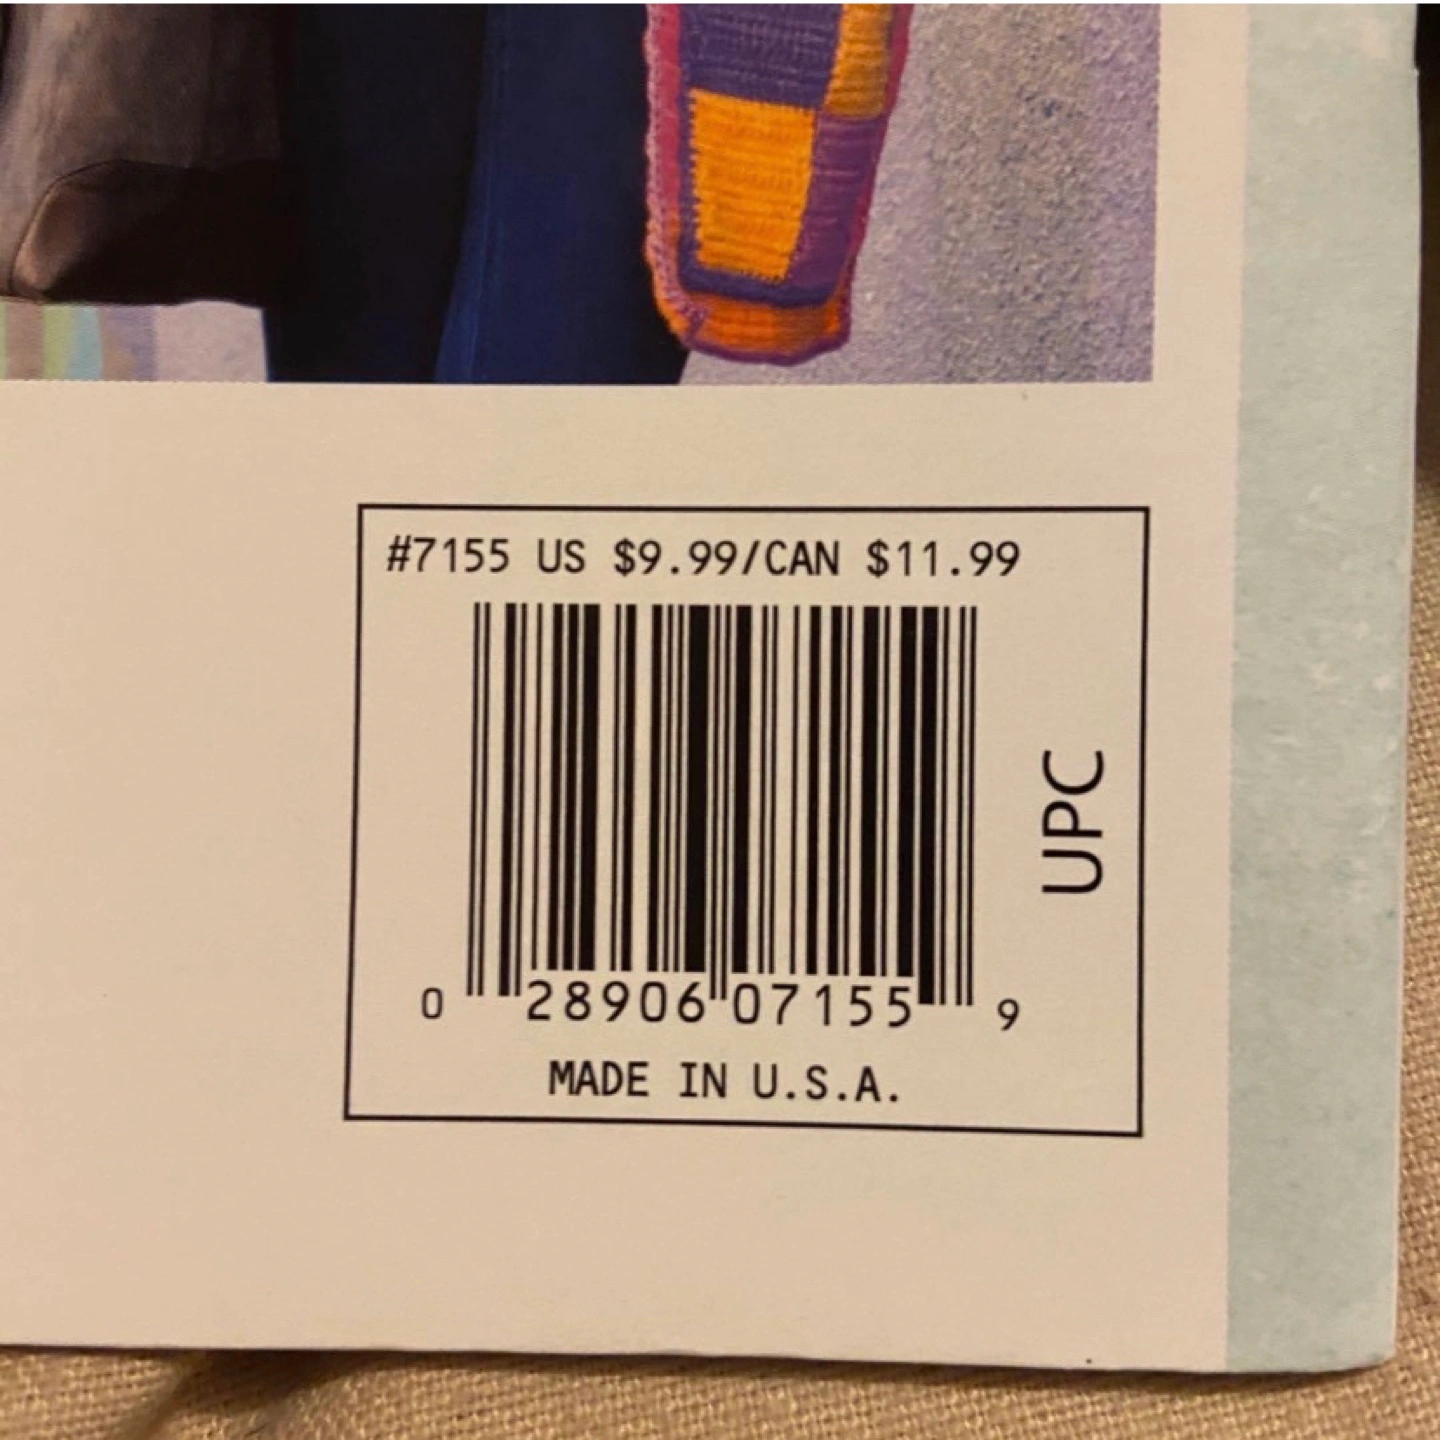 #7155 US $9.99/CAN $11.99
UPC
0 28906 07155 9
MADE IN U.S.A.